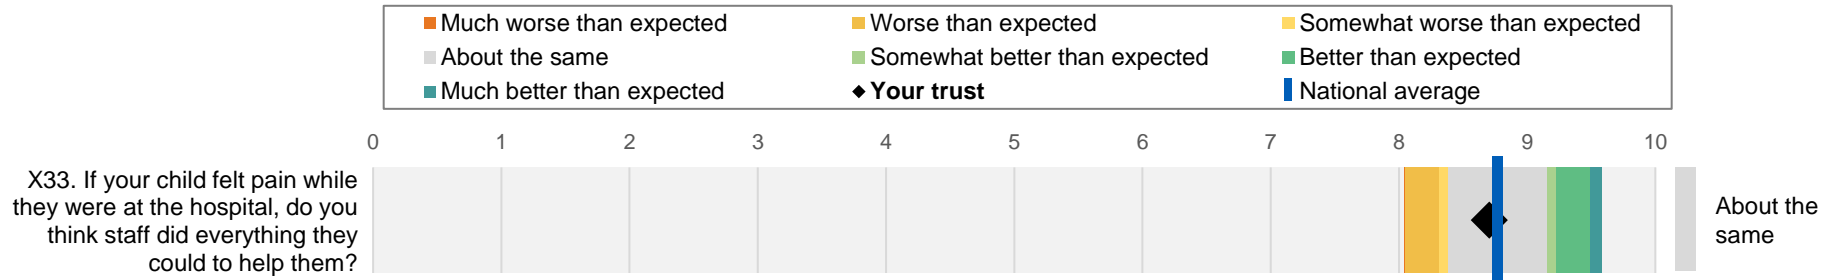 Much worse than expected
Worse than expected
Somewhat worse than expected
About the same
Somewhat better than expected
Better than expected
Much better than expected
Your trust
National average
0 1 2 3 4 5 6 7 8 9 10
X33. If your child felt pain while
they were at the hospital, do you
think staff did everything they
could to help them?
About the
same